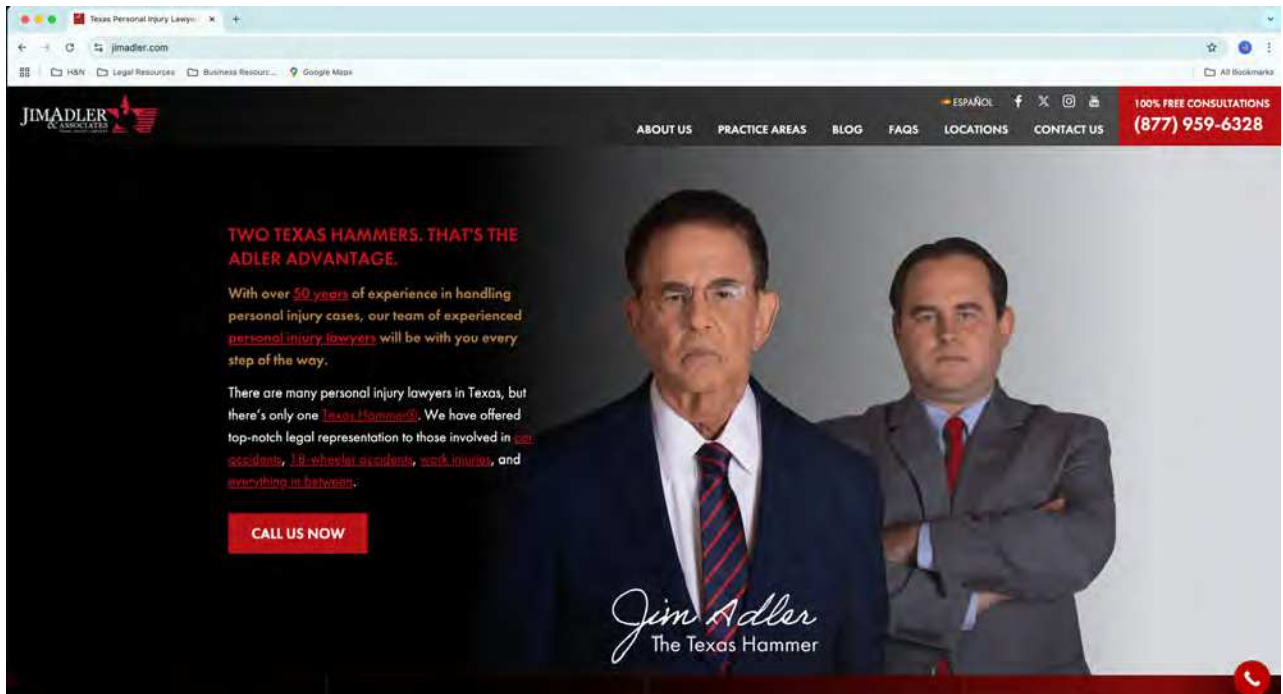 Texas Personal Injury Lawye
jimadler.com
H&N Legal Resources Business Resourc... Google Maps All Bookmarks
JIM ADLER
& ASSOCIATES
ESPAÑOL
ABOUT US PRACTICE AREAS BLOG FAQS LOCATIONS CONTACT US
100% FREE CONSULTATIONS
(877) 959-6328
TWO TEXAS HAMMERS. THAT'S THE
ADLER ADVANTAGE.
With over 50 years of experience in handling
personal injury cases, our team of experienced
personal injury lawyers will be with you every
step of the way.
There are many personal injury lawyers in Texas, but
there's only one Texas Hammer®. We have offered
top-notch legal representation to those involved in car
accidents, 18-wheeler accidents, work injuries, and
everything in between.
CALL US NOW
Jim Adler
The Texas Hammer